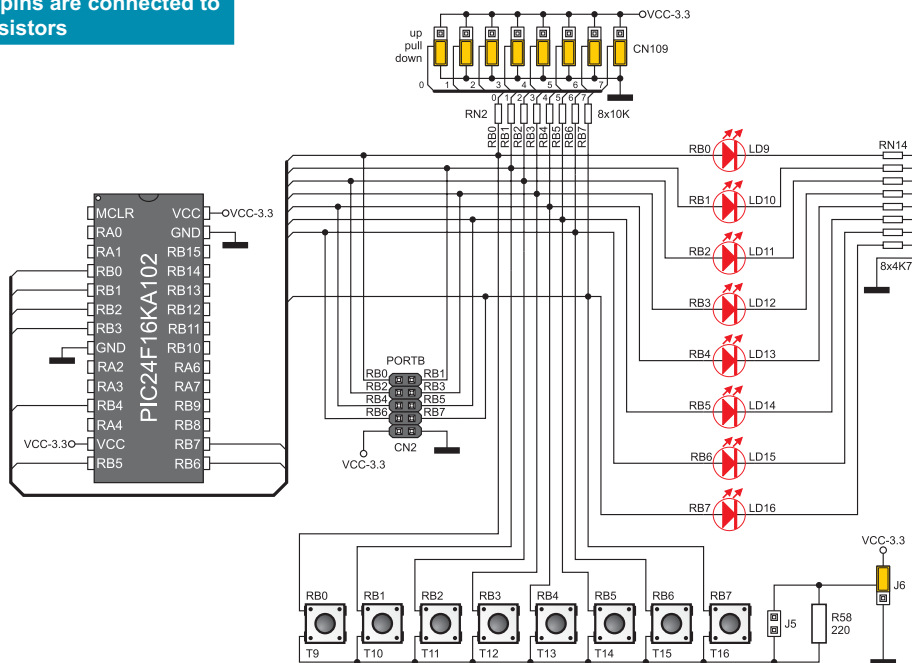 pins are connected to
sistors
VCC-3.3
up
pull
down
CN109
0 1 2 3 4 5 6 7
0 1 2 3 4 5 6 7
RN2
8x10K
RB0 RB1 RB2 RB3 RB4 RB5 RB6 RB7
RB0 LD9
RN14
RB1 LD10
RB2 LD11
8x4K7
RB3 LD12
RB4 LD13
RB5 LD14
RB6 LD15
RB7 LD16
PIC24F16KA102
MCLR VCC VCC-3.3
RA0 GND
RA1 RB15
RB0 RB14
RB1 RB13
RB2 RB12
RB3 RB11
GND RB10
RA2 RA6
RA3 RA7
RB4 RB9
RA4 RB8
VCC-3.3 VCC RB7
RB5 RB6
PORTB
RB0 RB1
RB2 RB3
RB4 RB5
RB6 RB7
CN2
VCC-3.3
RB0 RB1 RB2 RB3 RB4 RB5 RB6 RB7
T9 T10 T11 T12 T13 T14 T15 T16
VCC-3.3
J6
J5
R58
220